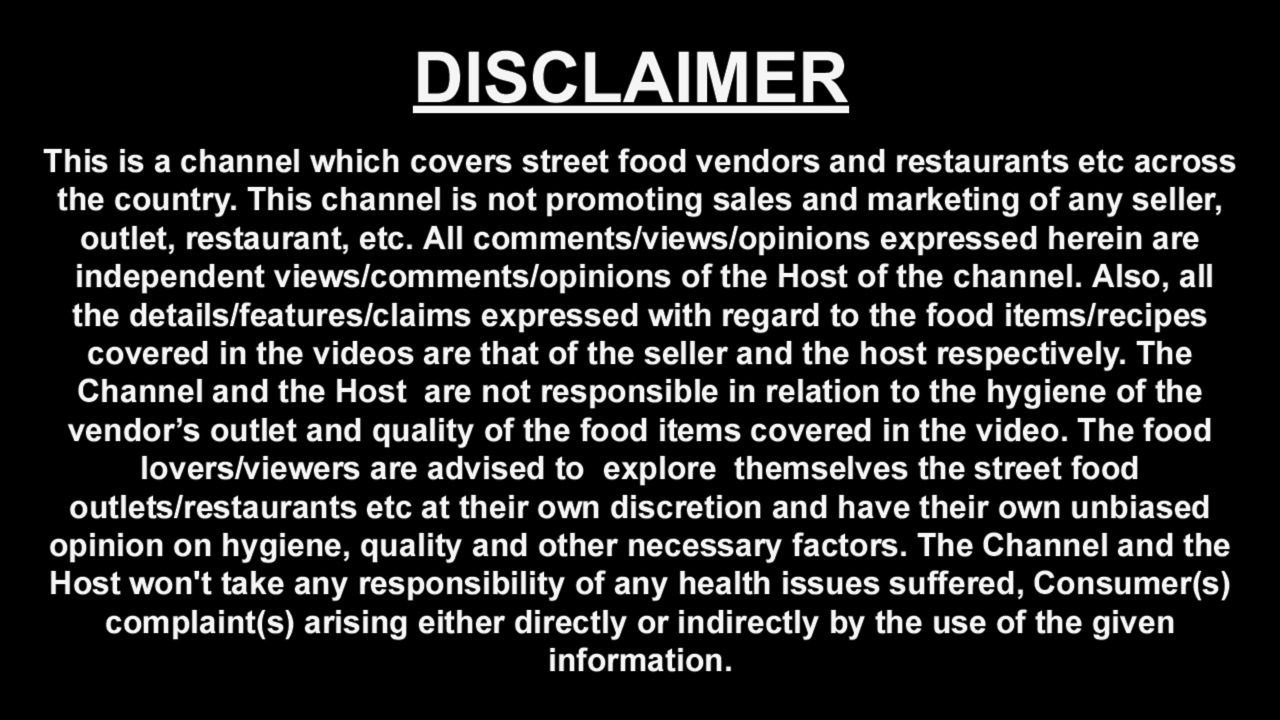 DISCLAIMER
This is a channel which covers street food vendors and restaurants etc across
the country. This channel is not promoting sales and marketing of any seller,
outlet, restaurant, etc. All comments/views/opinions expressed herein are
independent views/comments/opinions of the Host of the channel. Also, all
the details/features/claims expressed with regard to the food items/recipes
covered in the videos are that of the seller and the host respectively. The
Channel and the Host  are not responsible in relation to the hygiene of the
vendor’s outlet and quality of the food items covered in the video. The food
lovers/viewers are advised to  explore  themselves the street food
outlets/restaurants etc at their own discretion and have their own unbiased
opinion on hygiene, quality and other necessary factors. The Channel and the
Host won't take any responsibility of any health issues suffered, Consumer(s)
complaint(s) arising either directly or indirectly by the use of the given
information.